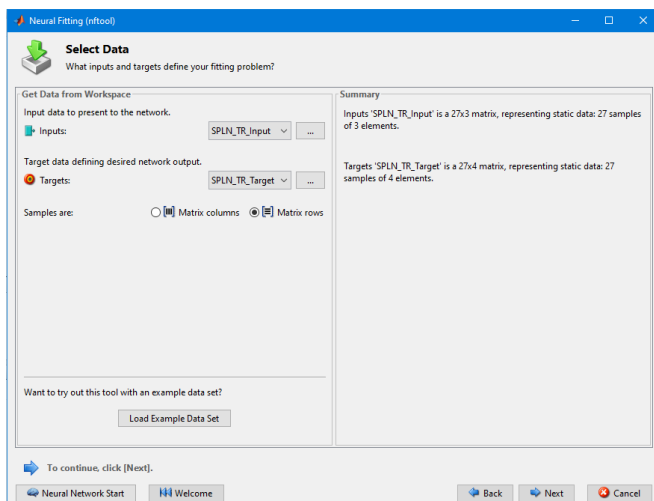 Neural Fitting (nftool)
Select Data
What inputs and targets define your fitting problem?
Get Data from Workspace
Input data to present to the network.
Inputs: SPLN_TR_Input ...
Target data defining desired network output.
Targets: SPLN_TR_Target ...
Samples are: Matrix columns Matrix rows
Want to try out this tool with an example data set?
Load Example Data Set
Summary
Inputs 'SPLN_TR_Input' is a 27x3 matrix, representing static data: 27 samples
of 3 elements.
Targets 'SPLN_TR_Target' is a 27x4 matrix, representing static data: 27
samples of 4 elements.
To continue, click [Next].
Neural Network Start Welcome Back Next Cancel